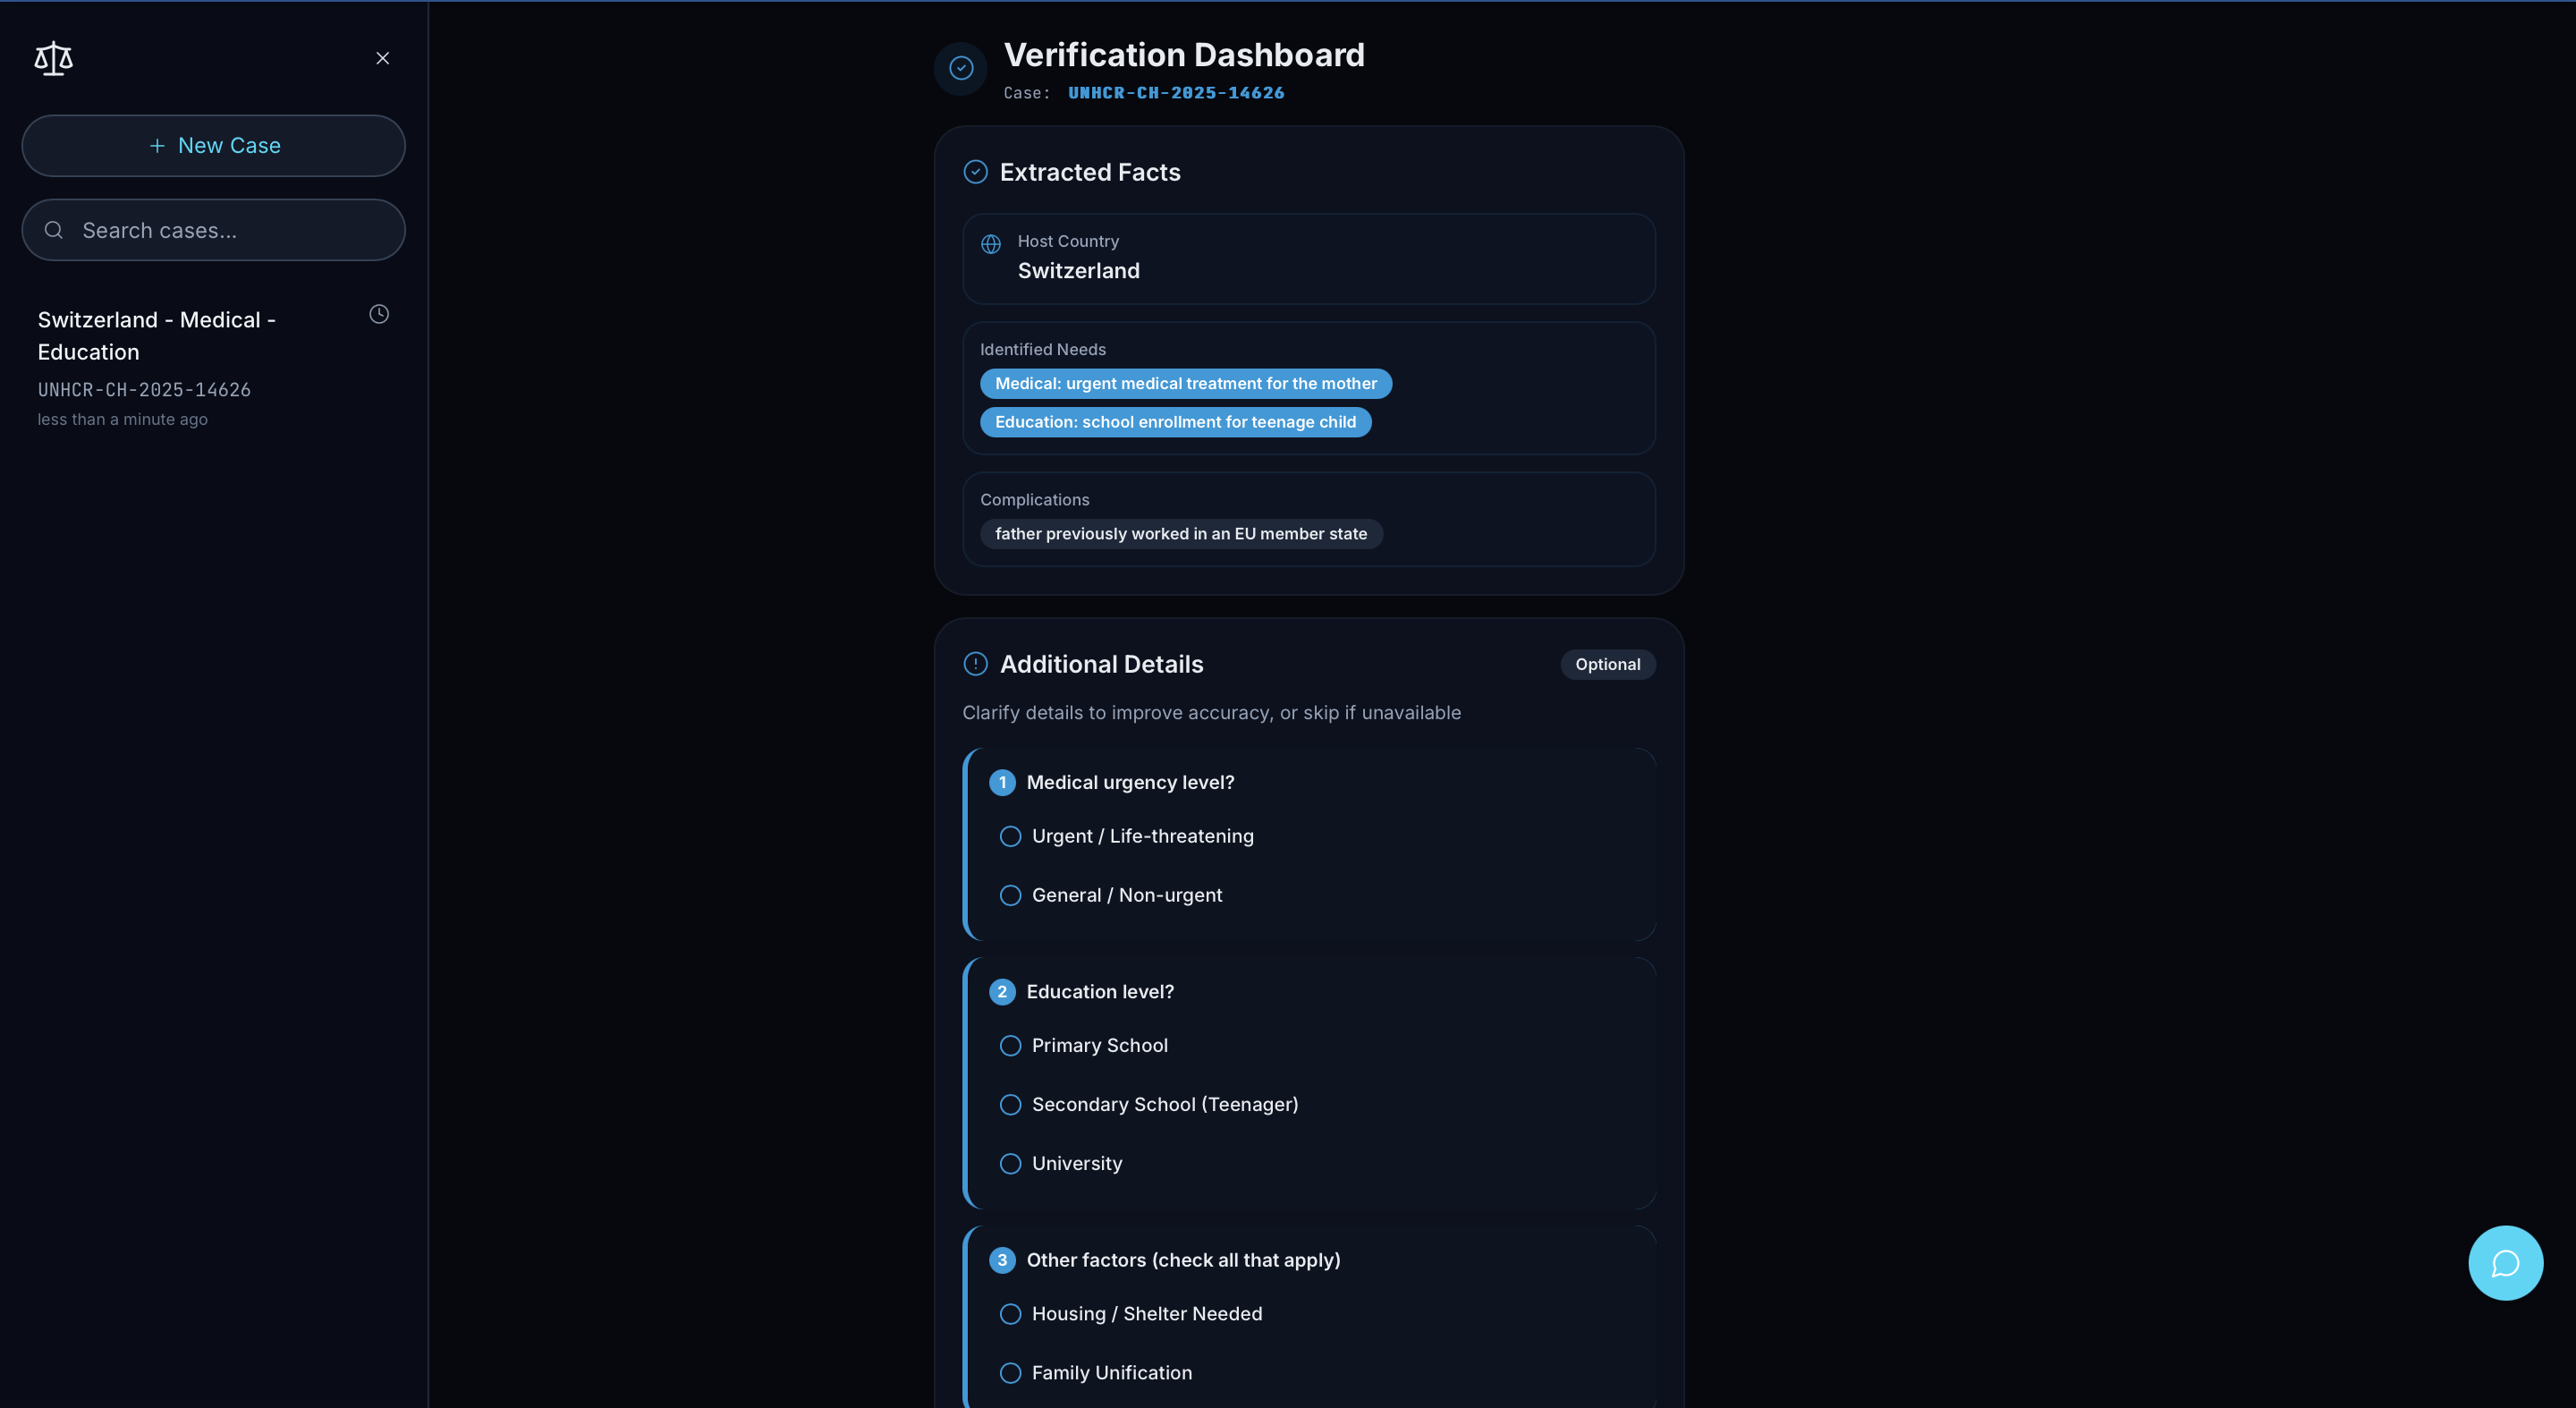 + New Case
Search cases...
Switzerland - Medical -
Education
UNHCR-CH-2025-14626
less than a minute ago
Verification Dashboard
Case: UNHCR-CH-2025-14626
Extracted Facts
Host Country
Switzerland
Identified Needs
Medical: urgent medical treatment for the mother
Education: school enrollment for teenage child
Complications
father previously worked in an EU member state
Additional Details
Optional
Clarify details to improve accuracy, or skip if unavailable
1 Medical urgency level?
Urgent / Life-threatening
General / Non-urgent
2 Education level?
Primary School
Secondary School (Teenager)
University
3 Other factors (check all that apply)
Housing / Shelter Needed
Family Unification